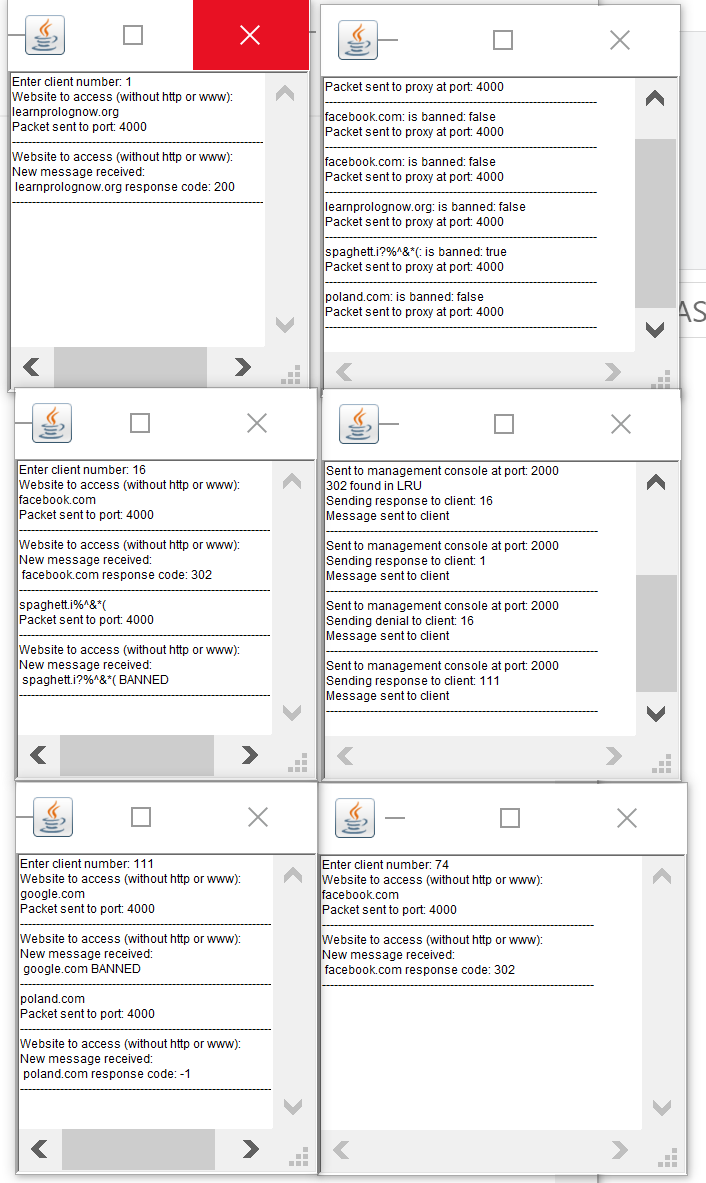 Enter client number: 1
Website to access (without http or www):
learnprolognow.org
Packet sent to port: 4000
Website to access (without http or www):
New message received:
learnprolognow.org response code: 200
Packet sent to proxy at port: 4000
facebook.com: is banned: false
Packet sent to proxy at port: 4000
facebook.com: is banned: false
Packet sent to proxy at port: 4000
learnprolognow.org: is banned: false
Packet sent to proxy at port: 4000
spaghett.i?%^&*(: is banned: true
Packet sent to proxy at port: 4000
poland.com: is banned: false
Packet sent to proxy at port: 4000
AS
Enter client number: 16
Website to access (without http or www):
facebook.com
Packet sent to port: 4000
Website to access (without http or www):
New message received:
facebook.com response code: 302
spaghett.i%^&*(
Packet sent to port: 4000
Website to access (without http or www):
New message received:
spaghett.i?%^&*( BANNED
Sent to management console at port: 2000
302 found in LRU
Sending response to client: 16
Message sent to client
Sent to management console at port: 2000
Sending response to client: 1
Message sent to client
Sent to management console at port: 2000
Sending denial to client: 16
Message sent to client
Sent to management console at port: 2000
Sending response to client: 111
Message sent to client
Enter client number: 111
Website to access (without http or www):
google.com
Packet sent to port: 4000
Website to access (without http or www):
New message received:
google.com BANNED
poland.com
Packet sent to port: 4000
Website to access (without http or www):
New message received:
poland.com response code: -1
Enter client number: 74
Website to access (without http or www):
facebook.com
Packet sent to port: 4000
Website to access (without http or www):
New message received:
facebook.com response code: 302